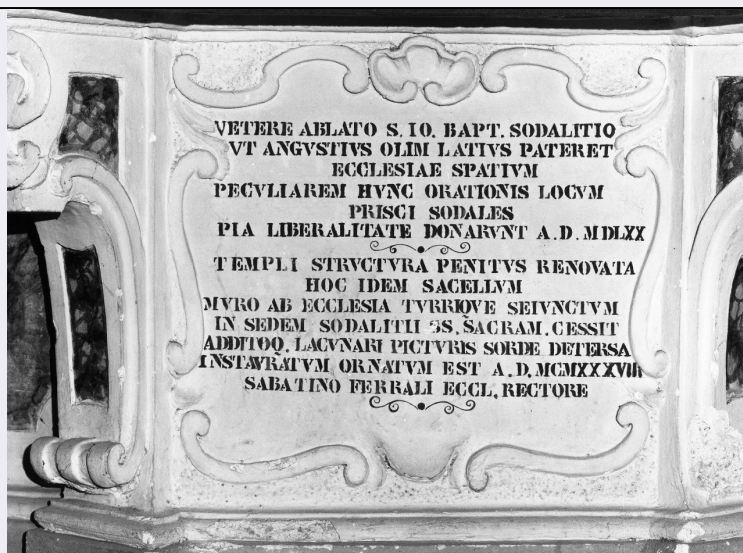 VETERE ABLATO S. IO. BAPT. SODALITIO
VT ANGVSTIVS OLIM LATIVS PATERET
ECCLESIAE SPATIVM
PECVLIAREM HVNC ORATIONIS LOCVM
PRISCI SODALES
PIA LIBERALITATE DONARVNT A.D. MDLXX
TEMPLI STRVCTVRA PENITVS RENOVATA
HOC IDEM SACELLVM
MVRO AB ECCLESIA TVRRIQVE SEIVNCTVM
IN SEDEM SODALITII SS. SACRAM. CESSIT
ADDITOQ. LACVNARI PICTVRIS SORDE DETERSA
INSTAVRATVM ORNATVM EST A.D. MCMXXXVIII
SABATINO FERRALI ECCL. RECTORE